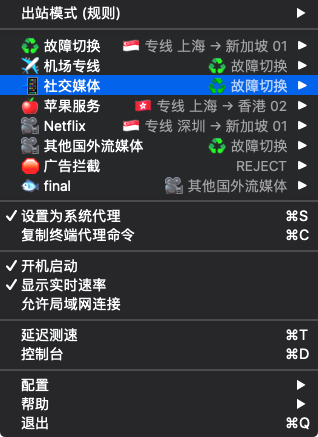 出站模式 (规则)
故障切换 专线 上海 → 新加坡 01
机场专线 故障切换
社交媒体 故障切换
苹果服务 专线 上海 → 香港 02
Netflix 专线 深圳 → 新加坡 01
其他国外流媒体 故障切换
广告拦截 REJECT
final 其他国外流媒体
✓ 设置为系统代理 ⌘S
复制终端代理命令 ⌘C
✓ 开机启动
✓ 显示实时速率
允许局域网连接
延迟测速 ⌘T
控制台 ⌘D
配置
帮助
退出 ⌘Q